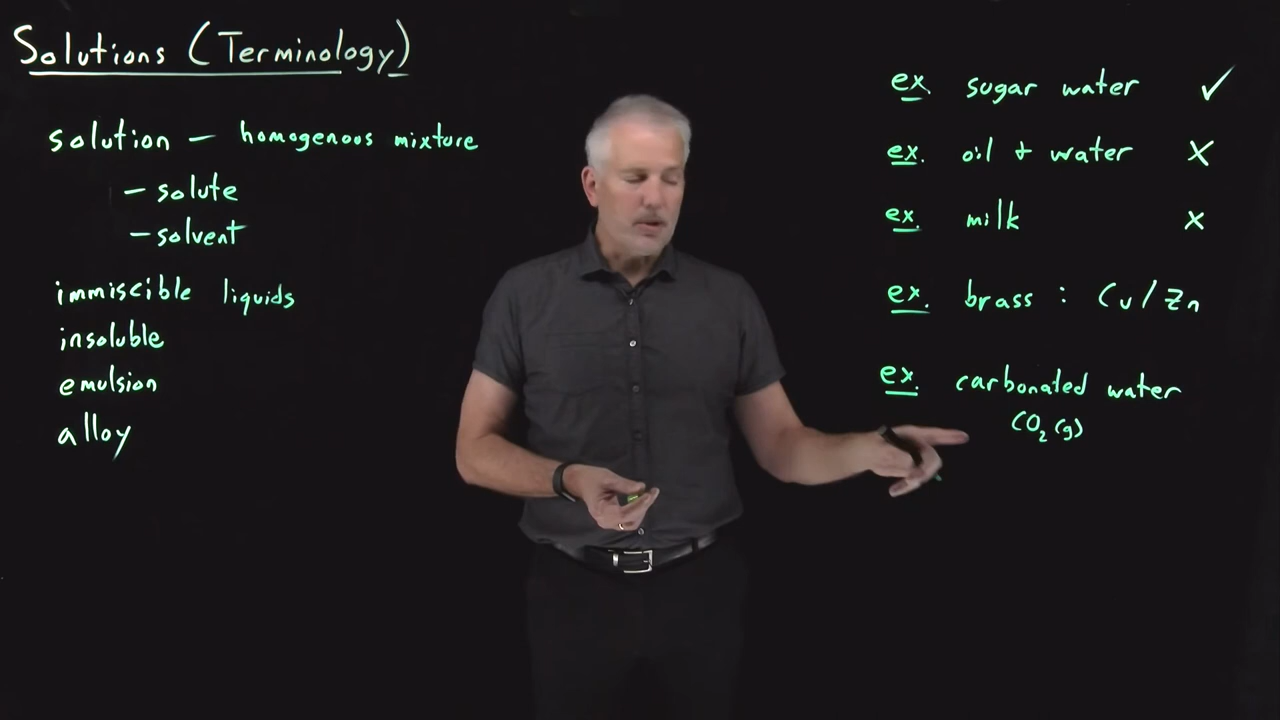 Solutions (Terminology)
solution – homogenous mixture
– solute
– solvent
immiscible liquids
insoluble
emulsion
alloy
ex. sugar water ✓
ex. oil + water X
ex. milk X
ex. brass : Cu/Zn
ex. carbonated water
CO₂(g)